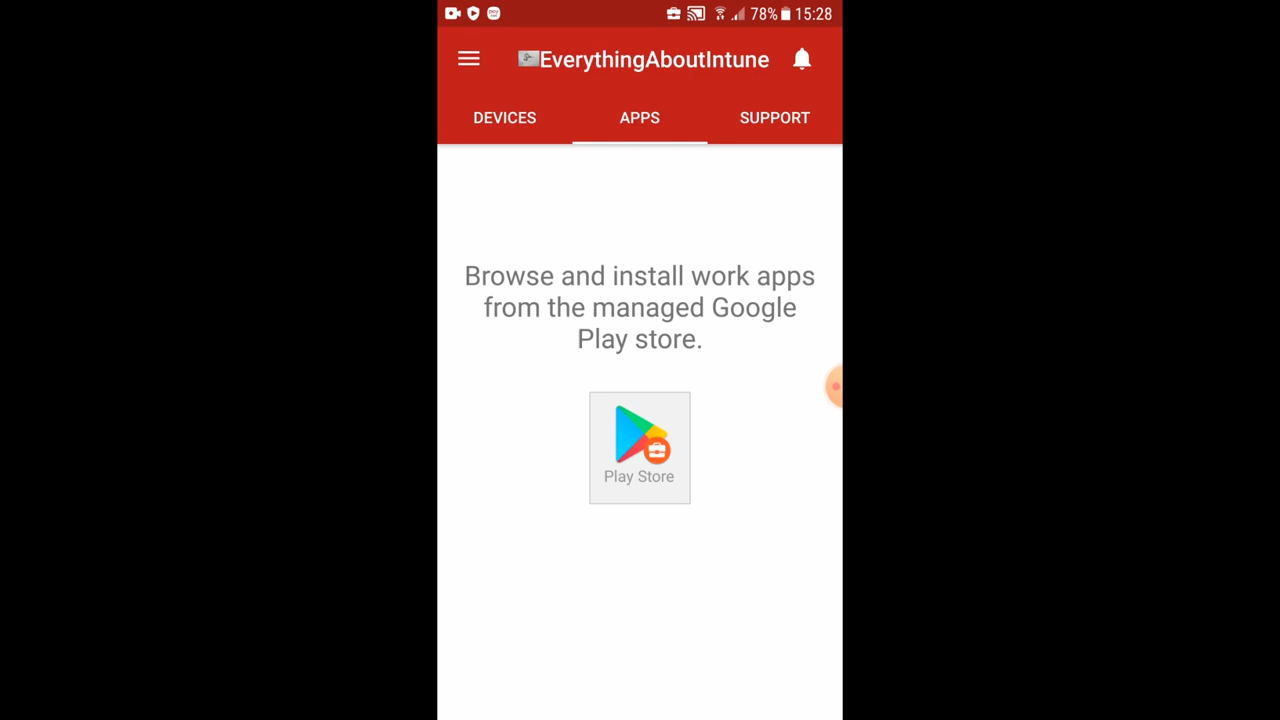 78% 15:28
EverythingAboutIntune
DEVICES APPS SUPPORT
Browse and install work apps
from the managed Google
Play store.
Play Store